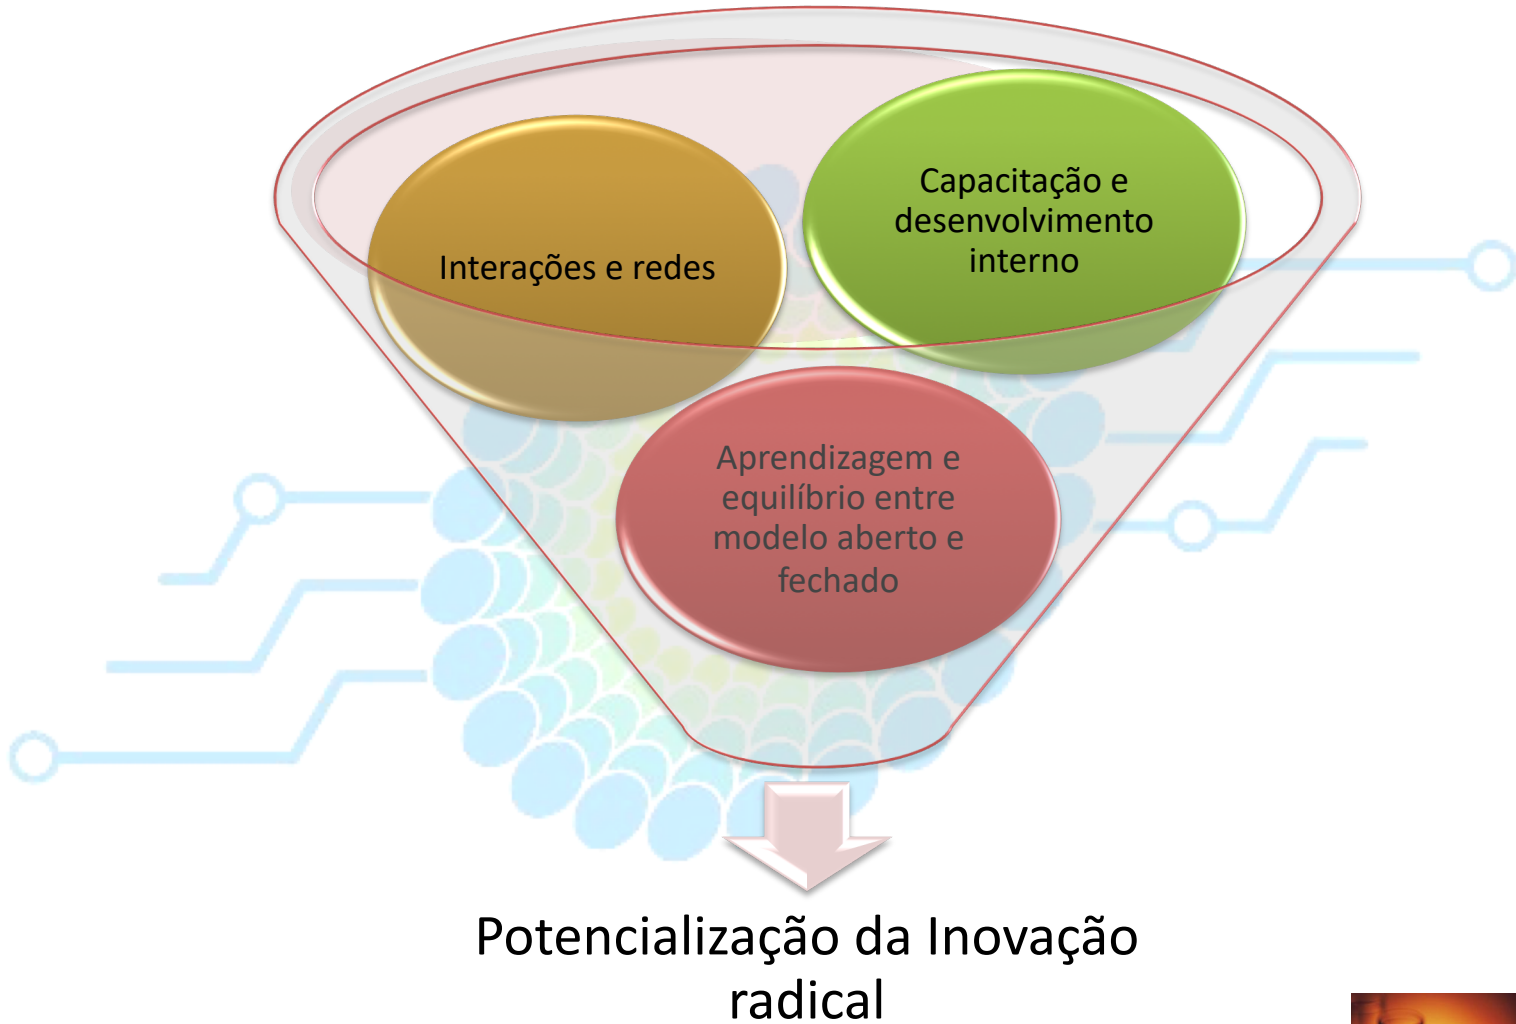 Interações e redes
Capacitação e
desenvolvimento
interno
Aprendizagem e
equilíbrio entre
modelo aberto e
fechado
Potencialização da Inovação
radical